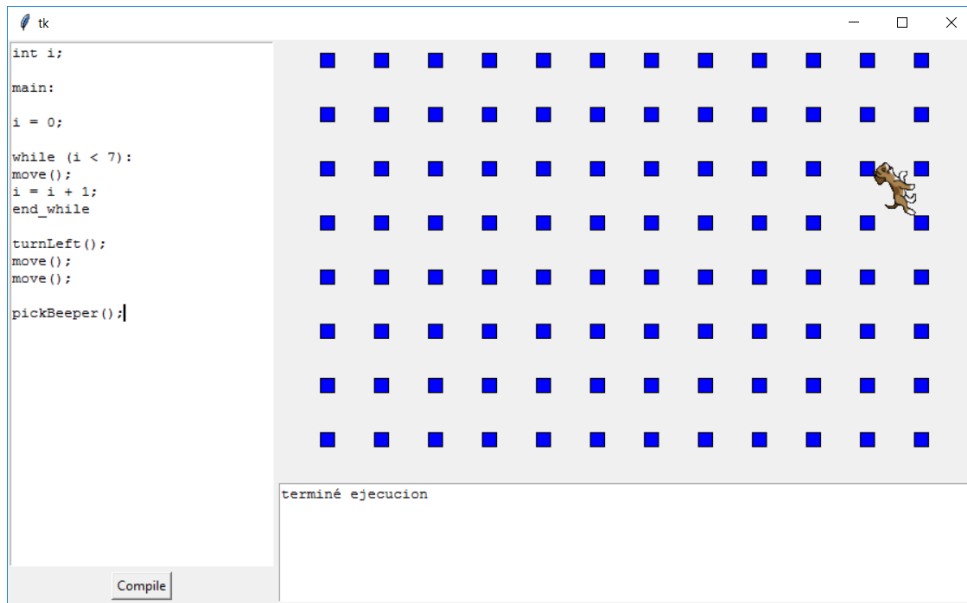 tk
int i;
main:
i = 0;
while (i < 7):
move();
i = i + 1;
end_while
turnLeft();
move();
move();
pickBeeper();
terminé ejecucion
Compile